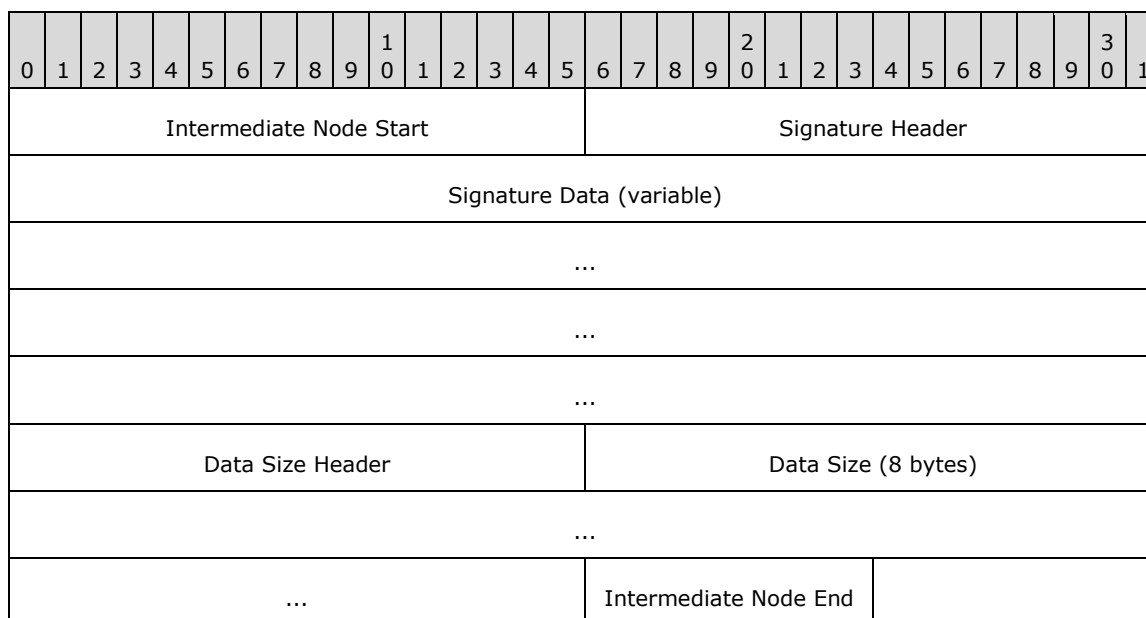 1 2 3
0 1 2 3 4 5 6 7 8 9 0 1 2 3 4 5 6 7 8 9 0 1 2 3 4 5 6 7 8 9 0 1
Intermediate Node Start Signature Header
Signature Data (variable)
...
...
...
Data Size Header Data Size (8 bytes)
...
... Intermediate Node End